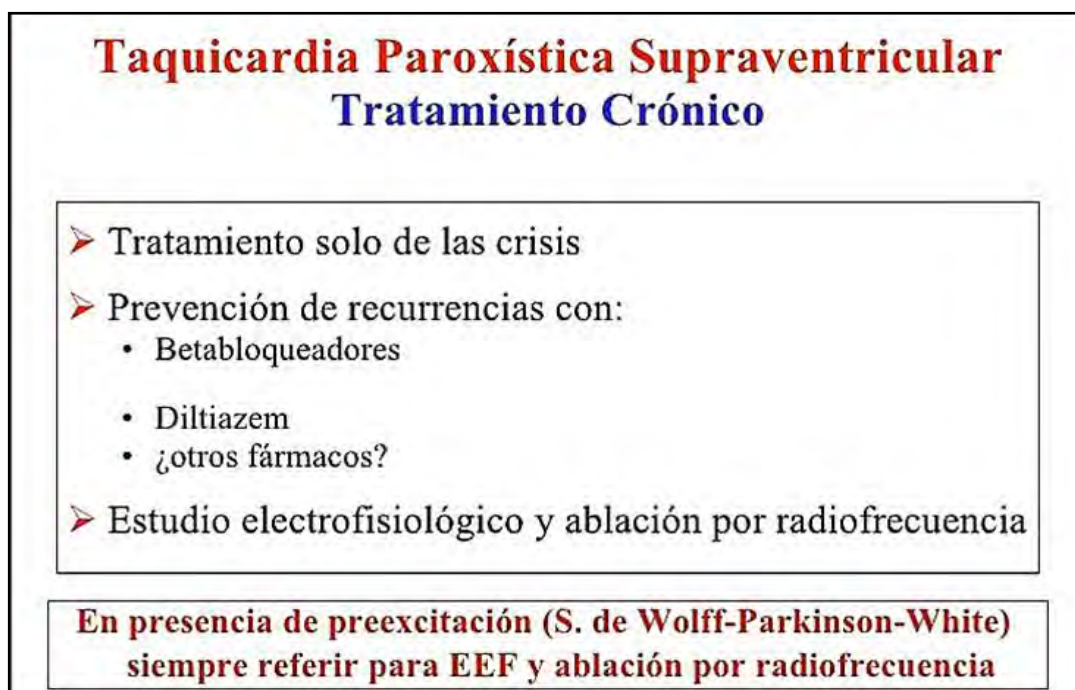 Taquicardia Paroxística Supraventricular
Tratamiento Crónico
➢ Tratamiento solo de las crisis
➢ Prevención de recurrencias con:
• Betabloqueadores
• Diltiazem
• ¿otros fármacos?
➢ Estudio electrofisiológico y ablación por radiofrecuencia
En presencia de preexcitación (S. de Wolff-Parkinson-White)
siempre referir para EEF y ablación por radiofrecuencia